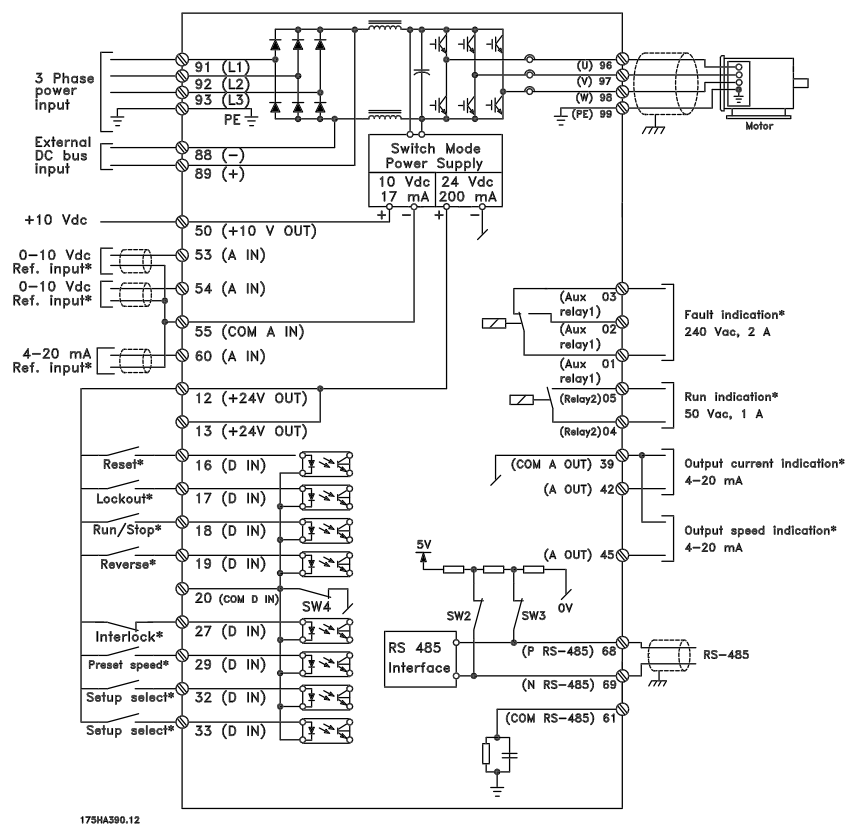 3 Phase
power
input
91 (L1)
92 (L2)
93 (L3)
PE
External
DC bus
input
88 (-)
89 (+)
Switch Mode
Power Supply
10 Vdc
17 mA
24 Vdc
200 mA
+ - + -
(U) 96
(V) 97
(W) 98
(PE) 99
Motor
+10 Vdc
50 (+10 V OUT)
0-10 Vdc
Ref. input*
53 (A IN)
0-10 Vdc
Ref. input*
54 (A IN)
55 (COM A IN)
4-20 mA
Ref. input*
60 (A IN)
12 (+24V OUT)
13 (+24V OUT)
Reset*
16 (D IN)
Lockout*
17 (D IN)
Run/Stop*
18 (D IN)
Reverse*
19 (D IN)
20 (COM D IN)
SW4
Interlock*
27 (D IN)
Preset speed*
29 (D IN)
Setup select*
32 (D IN)
Setup select*
33 (D IN)
(Aux 03
relay1)
(Aux 02
relay1)
(Aux 01
relay1)
Fault indication*
240 Vac, 2 A
(Relay2)05
(Relay2)04
Run indication*
50 Vac, 1 A
(COM A OUT) 39
(A OUT) 42
Output current indication*
4-20 mA
(A OUT) 45
Output speed indication*
4-20 mA
5V
0V
SW2
SW3
RS 485
Interface
(P RS-485) 68
(N RS-485) 69
RS-485
(COM RS-485) 61
175HA390.12